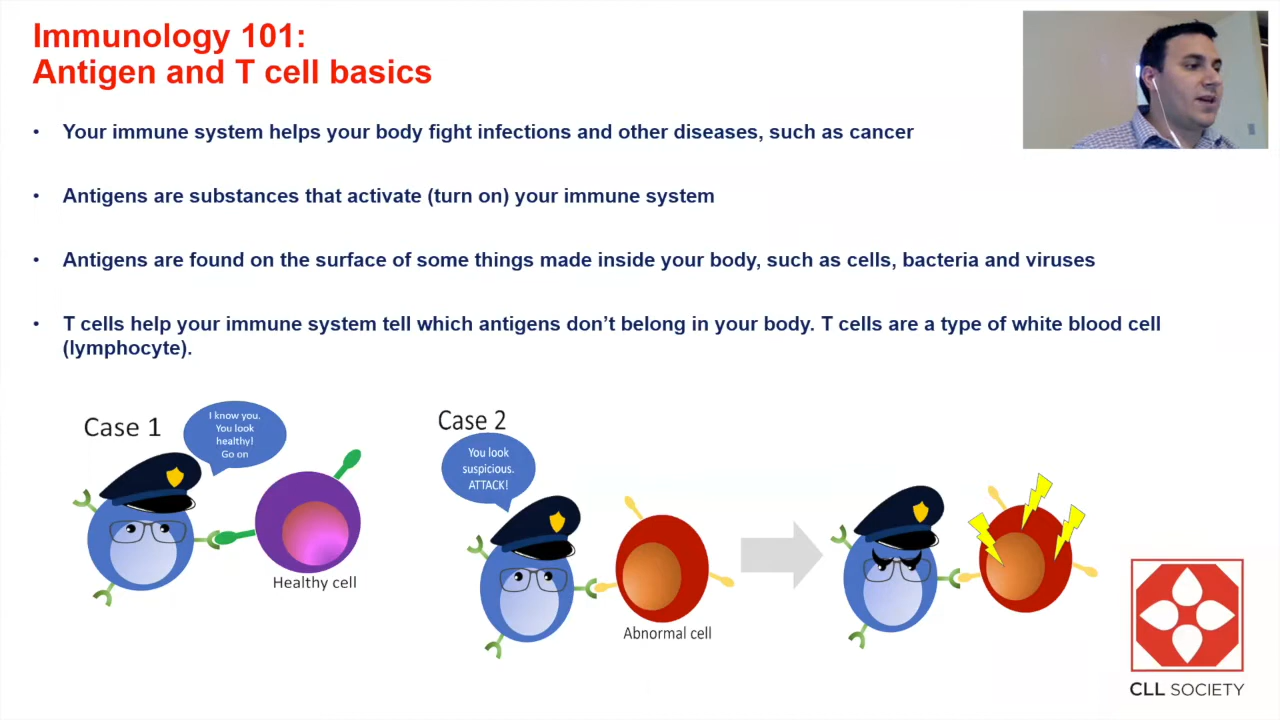 Immunology 101:
Antigen and T cell basics
• Your immune system helps your body fight infections and other diseases, such as cancer
• Antigens are substances that activate (turn on) your immune system
• Antigens are found on the surface of some things made inside your body, such as cells, bacteria and viruses
• T cells help your immune system tell which antigens don’t belong in your body. T cells are a type of white blood cell
(lymphocyte).
Case 1
I know you.
You look
healthy!
Go on
Healthy cell
Case 2
You look
suspicious.
ATTACK!
Abnormal cell
CLL SOCIETY